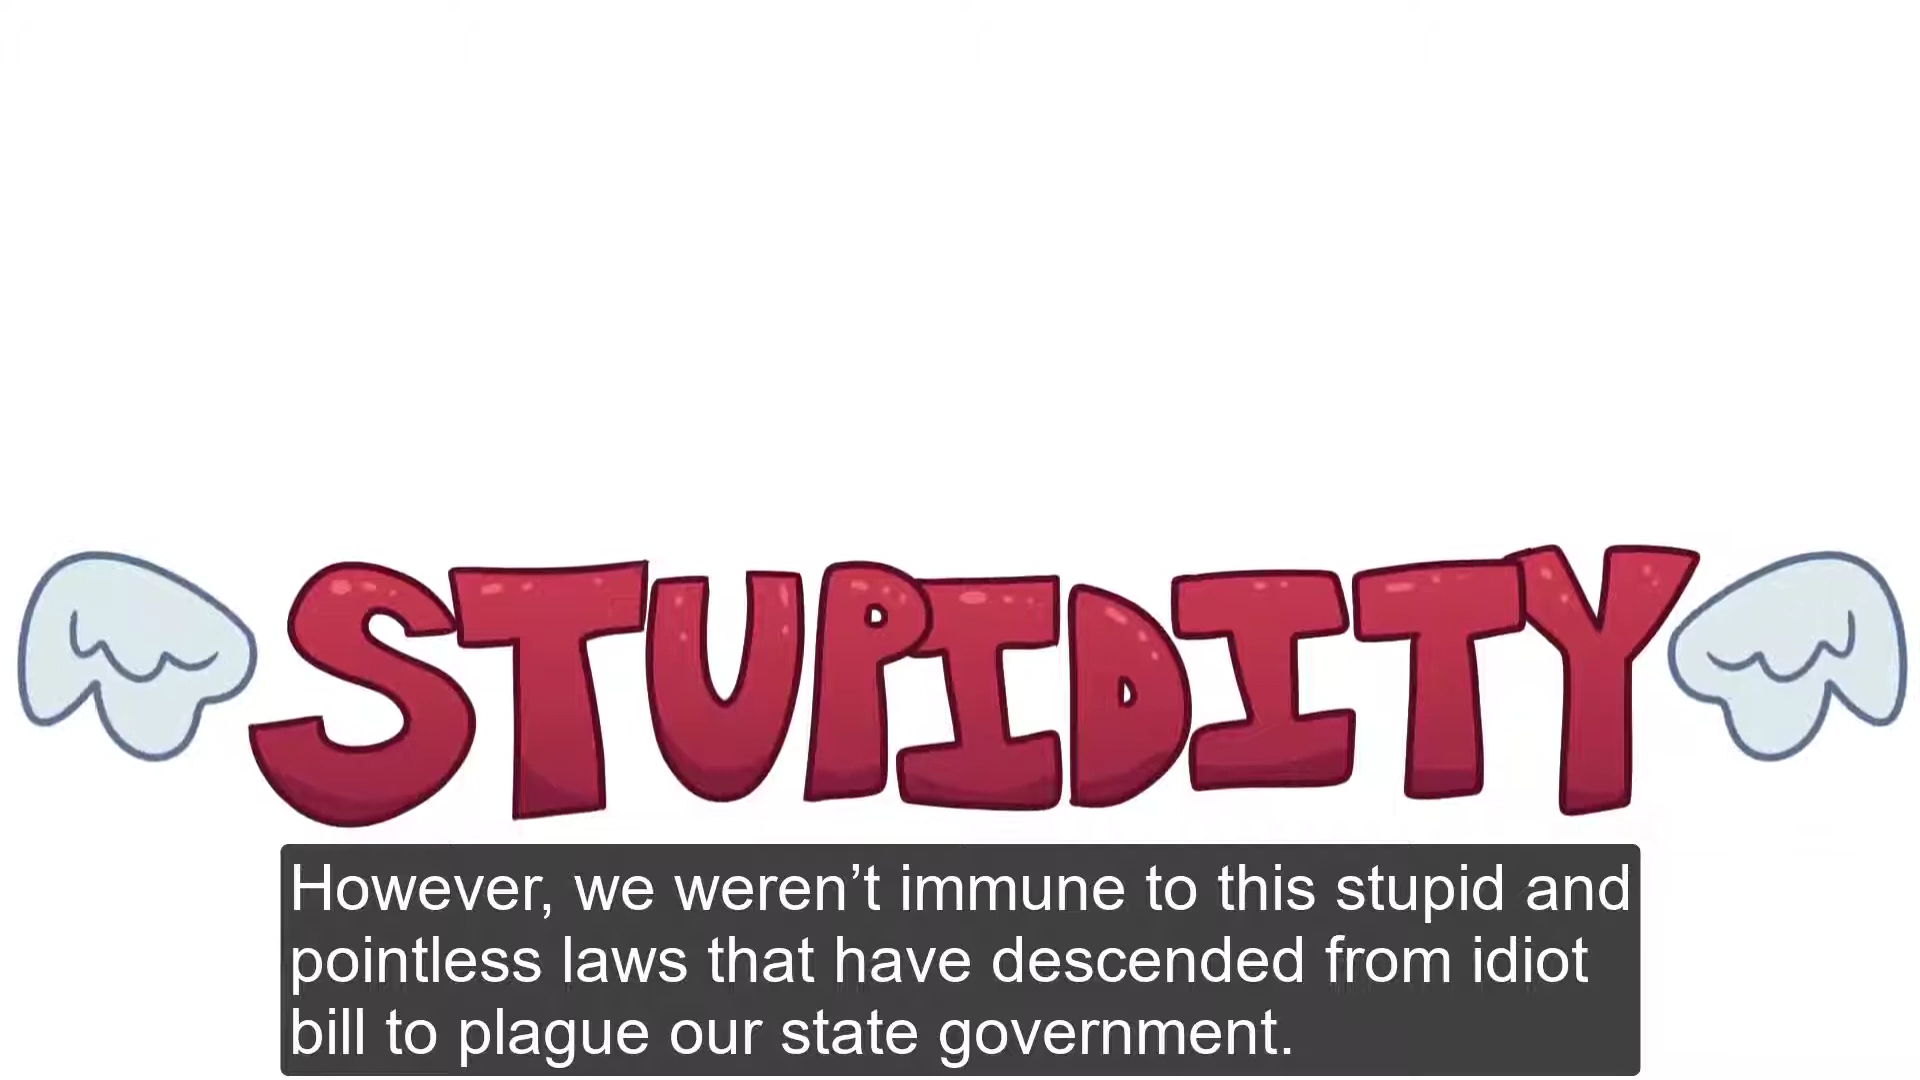 STUPIDITY
However, we weren’t immune to this stupid and
pointless laws that have descended from idiot
bill to plague our state government.